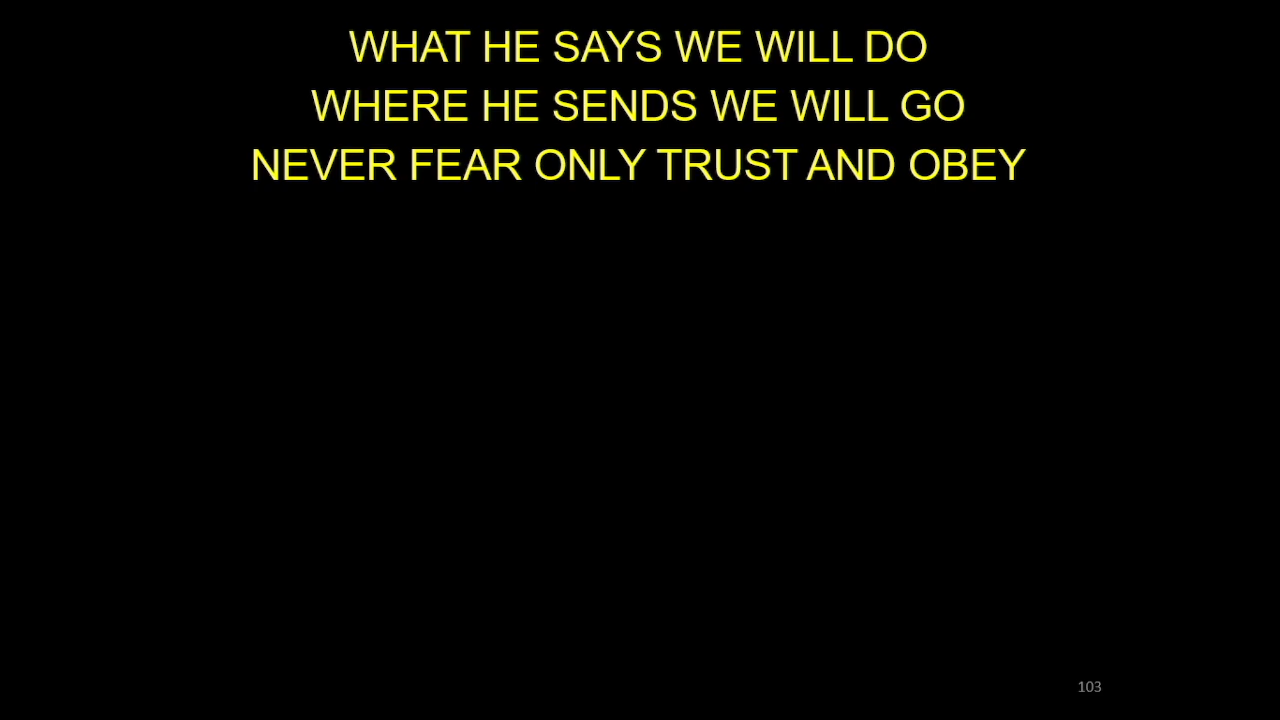 WHAT HE SAYS WE WILL DO
WHERE HE SENDS WE WILL GO
NEVER FEAR ONLY TRUST AND OBEY
103